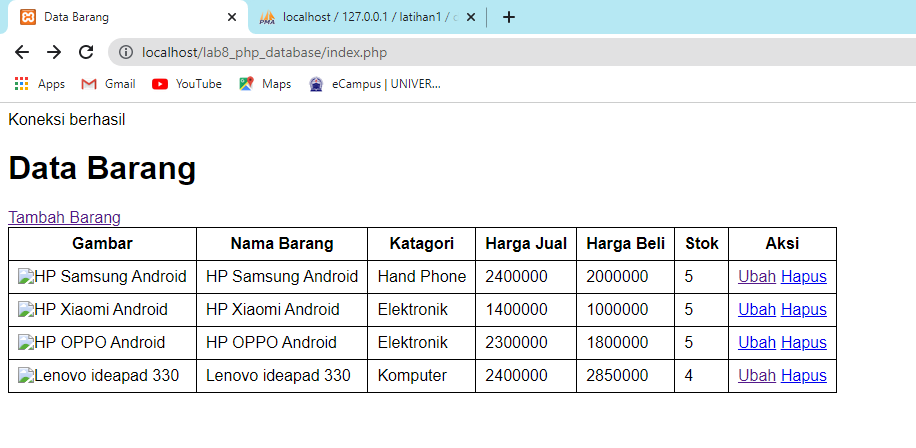 Data Barang
localhost / 127.0.0.1 / latihan1 /
localhost/lab8_php_database/index.php
Apps Gmail YouTube Maps eCampus | UNIVER...
Koneksi berhasil
Data Barang
Tambah Barang
Gambar Nama Barang Katagori Harga Jual Harga Beli Stok Aksi
HP Samsung Android HP Samsung Android Hand Phone 2400000 2000000 5 Ubah Hapus
HP Xiaomi Android HP Xiaomi Android Elektronik 1400000 1000000 5 Ubah Hapus
HP OPPO Android HP OPPO Android Elektronik 2300000 1800000 5 Ubah Hapus
Lenovo ideapad 330 Lenovo ideapad 330 Komputer 2400000 2850000 4 Ubah Hapus